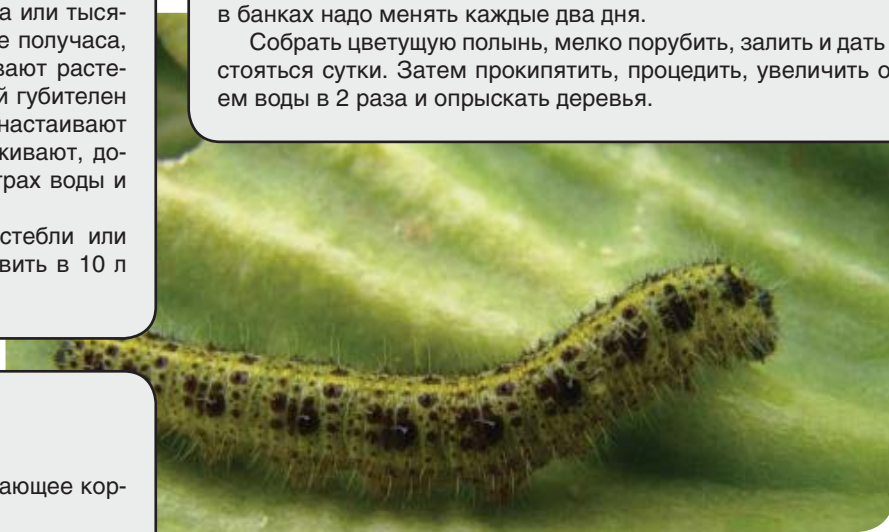 а или тыся-
е получаса,
вают расте-
й губителен
настаивают
кивают, до-
трах воды и
стебли или
вить в 10 л
ающее кор-
в банках надо менять каждые два дня.
Собрать цветущую полынь, мелко порубить, залить и дать
стояться сутки. Затем прокипятить, процедить, увеличить о
ем воды в 2 раза и опрыскать деревья.